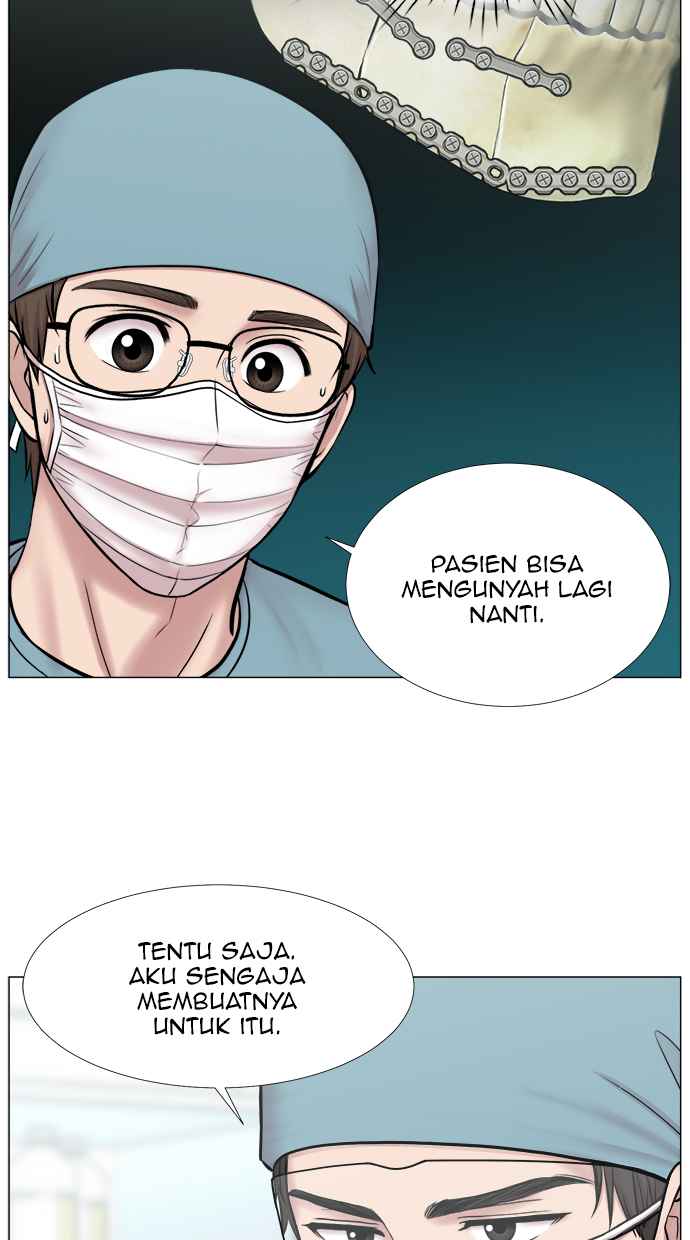 PASIEN BISA
MENGUNYAH LAGI
NANTI.
TENTU SAJA.
AKU SENGAJA
MEMBUATNYA
UNTUK ITU.